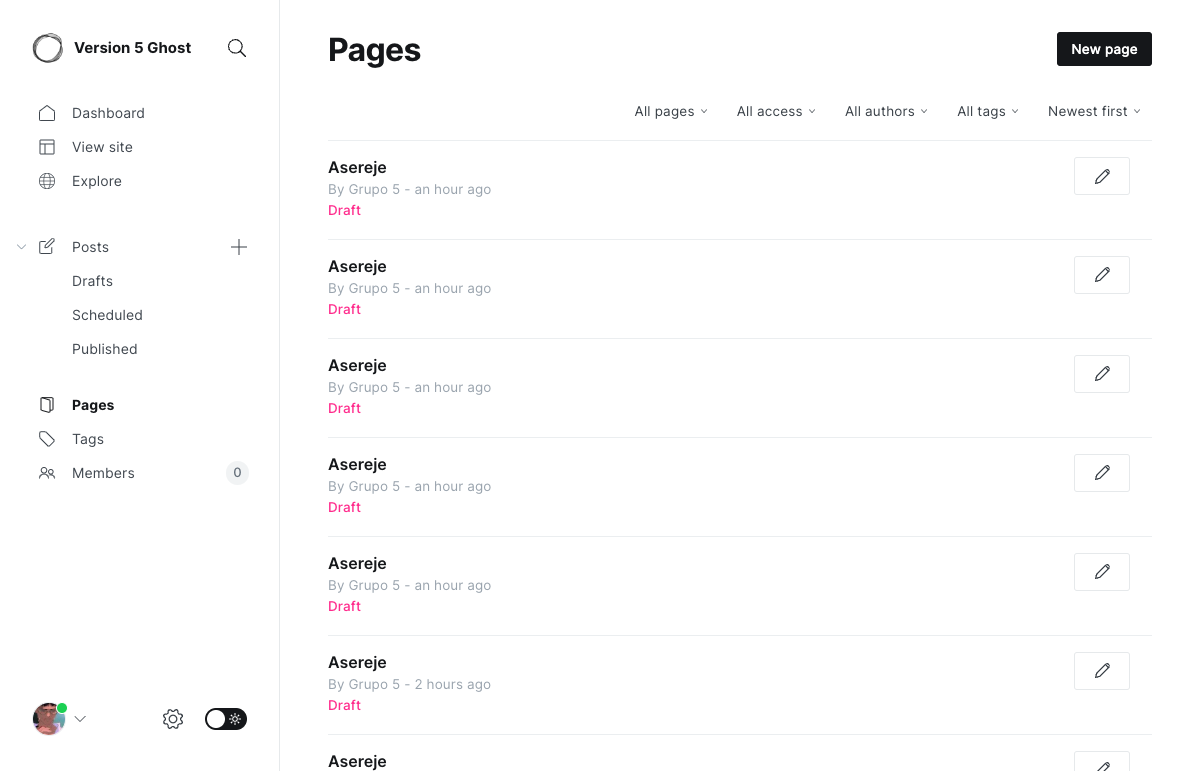 Version 5 Ghost
Dashboard
View site
Explore
Posts
Drafts
Scheduled
Published
Pages
Tags
Members 0
Pages
New page
All pages All access All authors All tags Newest first
Asereje
By Grupo 5 - an hour ago
Draft
Asereje
By Grupo 5 - an hour ago
Draft
Asereje
By Grupo 5 - an hour ago
Draft
Asereje
By Grupo 5 - an hour ago
Draft
Asereje
By Grupo 5 - an hour ago
Draft
Asereje
By Grupo 5 - 2 hours ago
Draft
Asereje